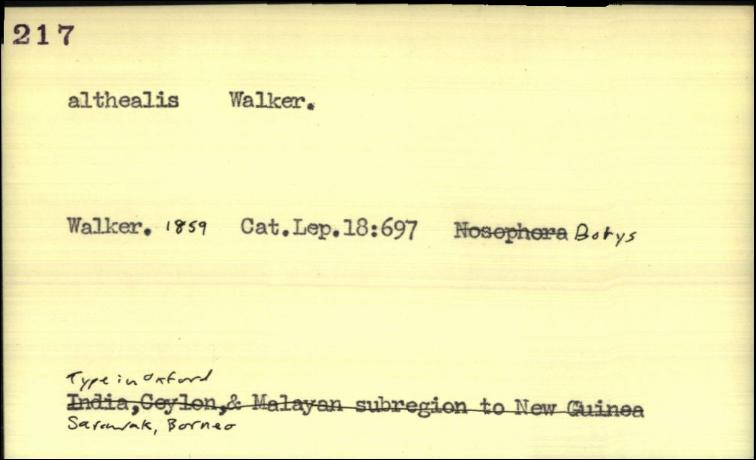 217
althealis Walker.
Walker. 1859 Cat.Lep.18:697 Nosophora Botys
Type in Oxford
India,Ceylon,& Malayan subregion to New Guinea
Sarawak, Borneo